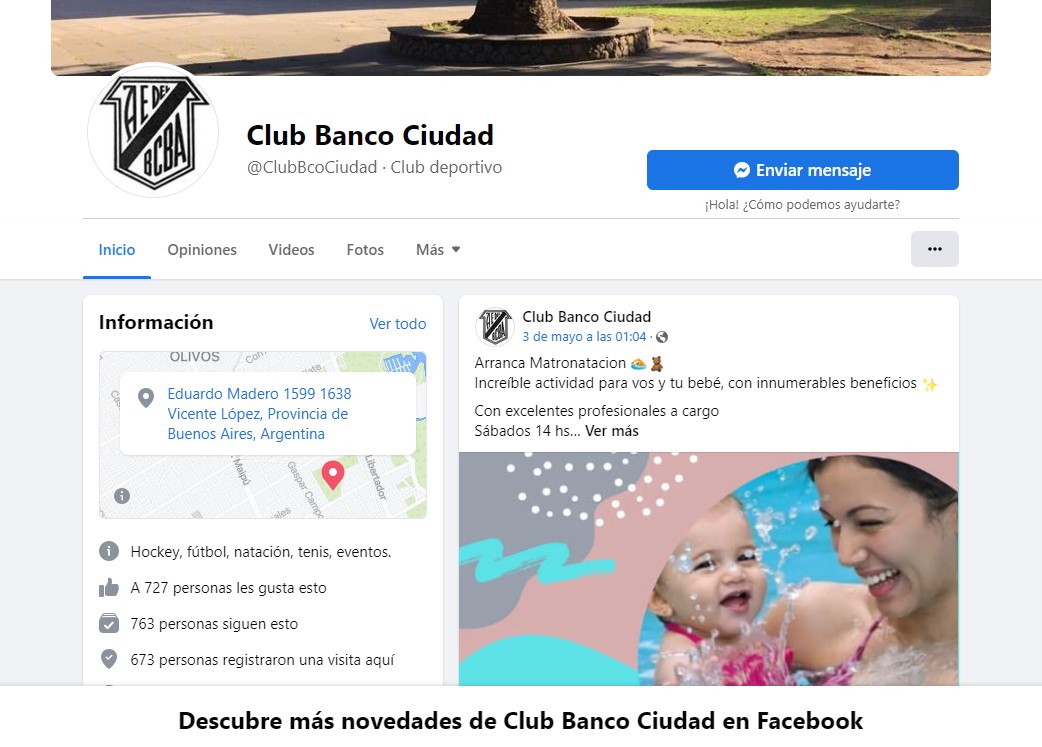 AE DEL
BCBA
Club Banco Ciudad
@ClubBcoCiudad · Club deportivo
Enviar mensaje
¡Hola! ¿Cómo podemos ayudarte?
Inicio
Opiniones
Videos
Fotos
Más
Información
Ver todo
OLIVOS
Eduardo Madero 1599 1638
Vicente López, Provincia de
Buenos Aires, Argentina
Maipú
Gaspar Campo
Libertador
Hockey, fútbol, natación, tenis, eventos.
A 727 personas les gusta esto
763 personas siguen esto
673 personas registraron una visita aquí
Club Banco Ciudad
3 de mayo a las 01:04 ·
Arranca Matronatacion 🏊 🧸
Increíble actividad para vos y tu bebé, con innumerables beneficios ✨
Con excelentes profesionales a cargo
Sábados 14 hs... Ver más
Descubre más novedades de Club Banco Ciudad en Facebook